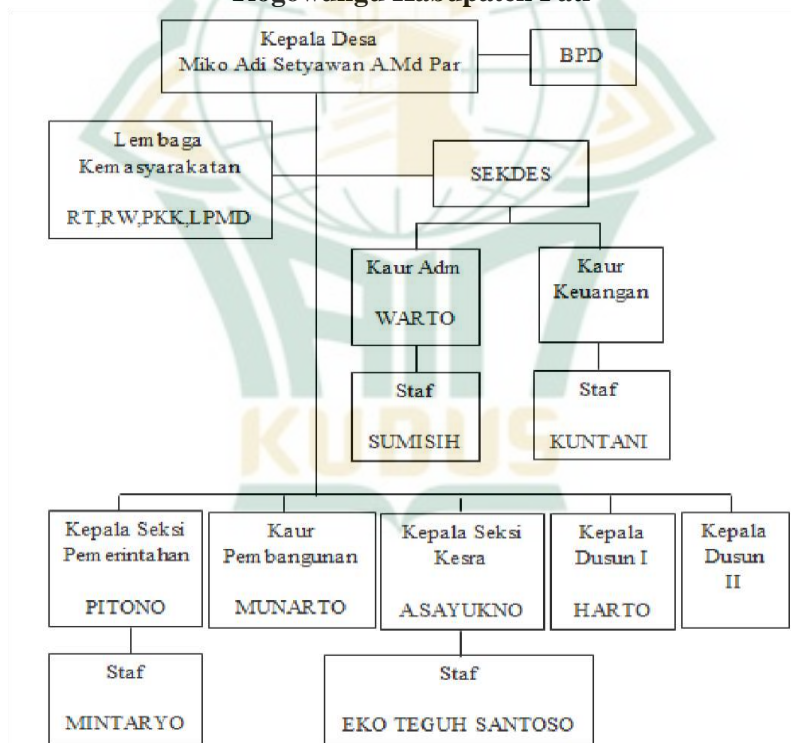 Kepala Desa
Miko Adi Setyawan A.Md Par
BPD
Lembaga
Kemasyarakatan
RT,RW,PKK,LPMD
SEKDES
Kaur Adm
WARTO
Kaur
Keuangan
Staf
SUMISIH
Staf
KUNTANI
Kepala Seksi
Pemerintahan
PITONO
Kaur
Pembangunan
MUNARTO
Kepala Seksi
Kesra
A.SAYUKNO
Kepala
Dusun I
HARTO
Kepala
Dusun
II
Staf
MINTARYO
Staf
EKO TEGUH SANTOSO
KUDUS